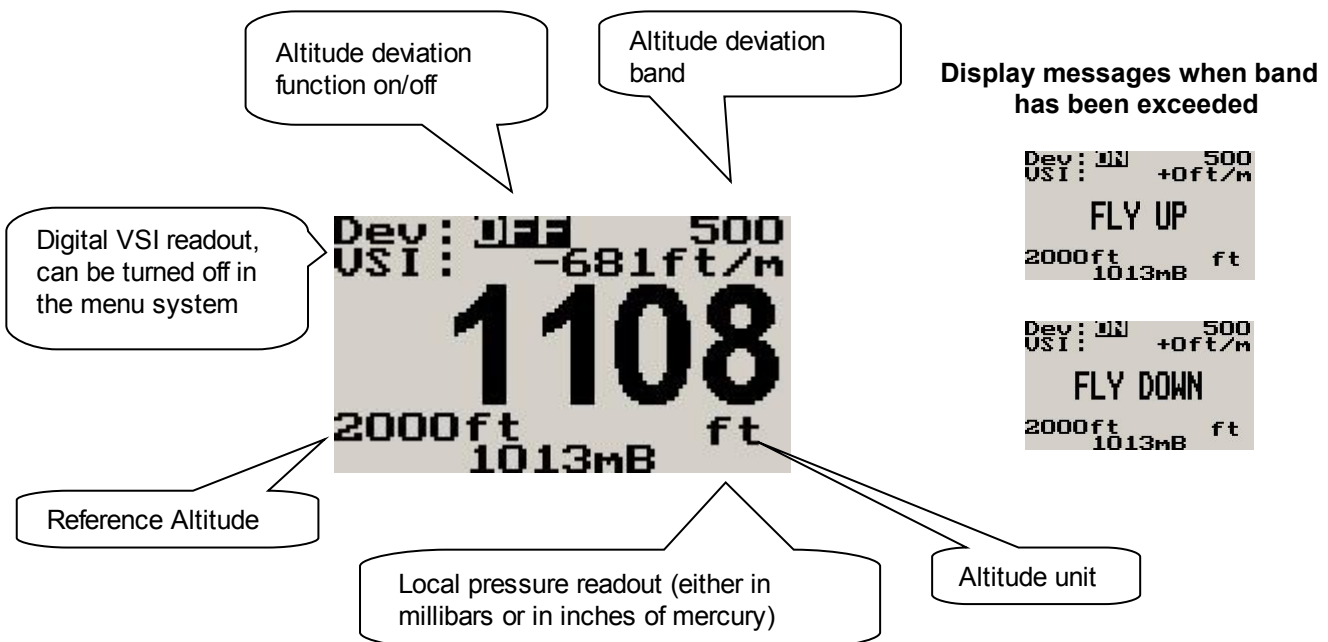 Altitude deviation
function on/off
Altitude deviation
band
Display messages when band
has been exceeded
Digital VSI readout,
can be turned off in
the menu system
Dev: OFF 500
VSI: -681ft/m
1108
2000ft ft
1013mB
Dev: ON 500
VSI: +0ft/m
FLY UP
2000ft ft
1013mB
Dev: ON 500
VSI: +0ft/m
FLY DOWN
2000ft ft
1013mB
Reference Altitude
Local pressure readout (either in
millibars or in inches of mercury)
Altitude unit